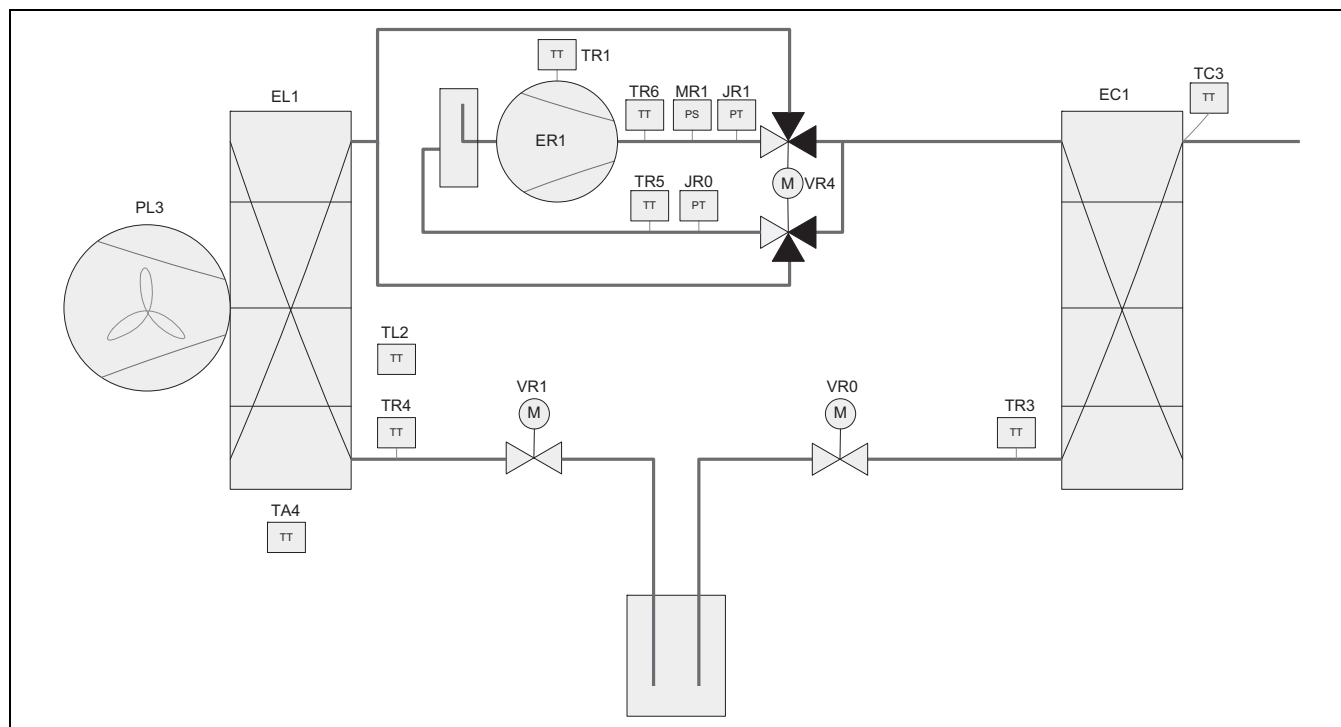 TT TR1
EL1
TR6 MR1 JR1
TT PS PT
TC3
TT
EC1
ER1
M VR4
TR5 JR0
TT PT
PL3
TL2
TT
VR1
M
VR0
M
TR4
TT
TR3
TT
TA4
TT